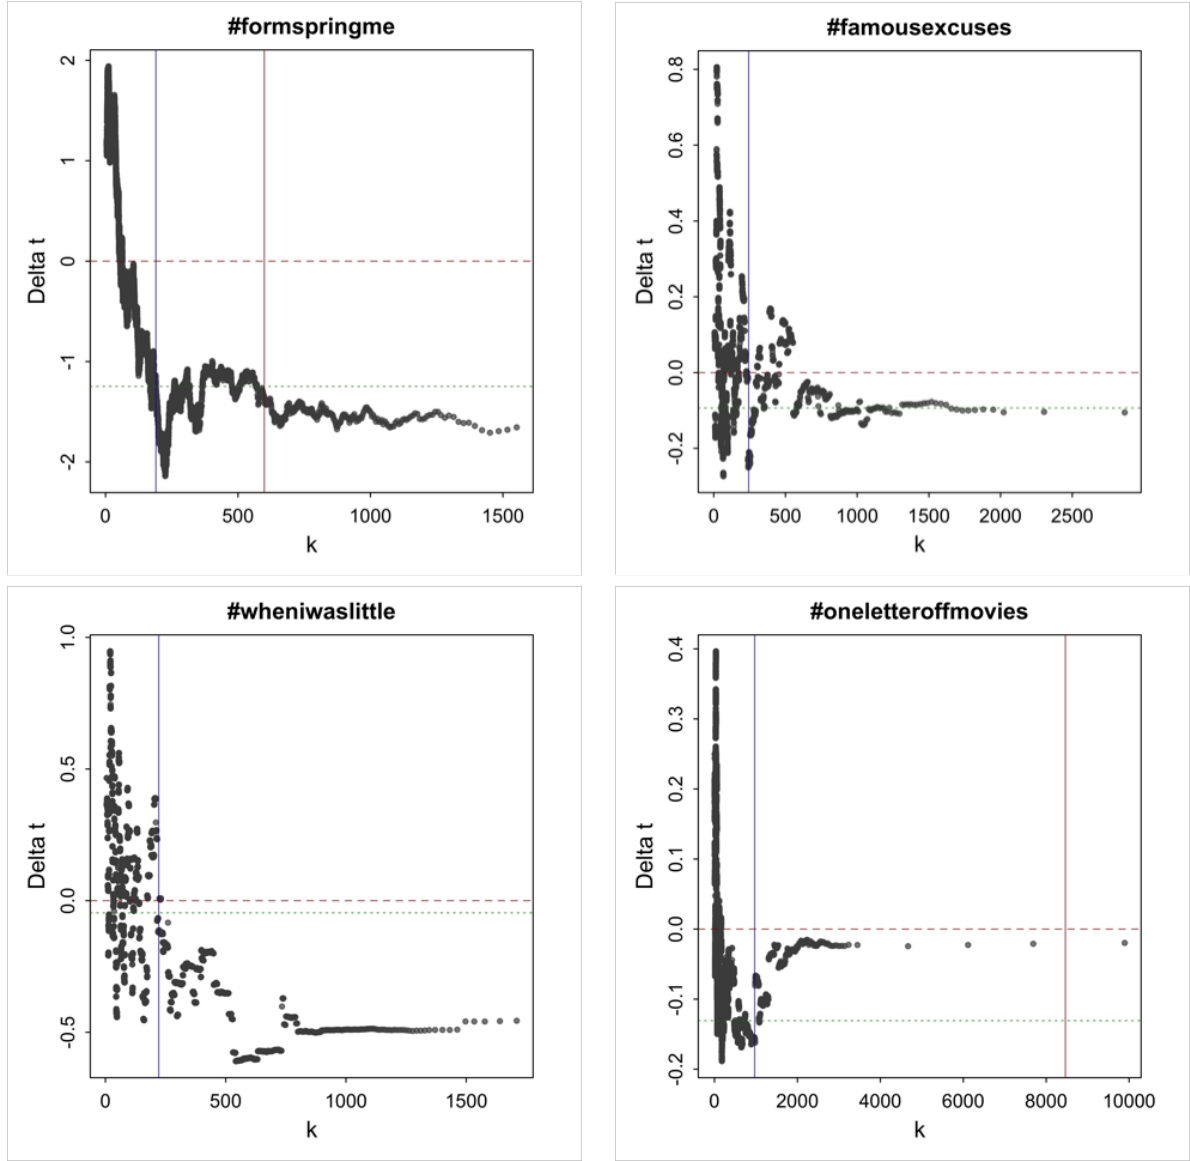 #formspringme
2
1
0
-1
-2
Delta t
0 500 1000 1500
k
#famousexcuses
0.8
0.6
0.4
0.2
0.0
-0.2
Delta t
0 500 1000 1500 2000 2500
k
#wheniwaslittle
1.0
0.5
0.0
-0.5
Delta t
0 500 1000 1500
k
#oneletteroffmovies
0.4
0.3
0.2
0.1
0.0
-0.1
-0.2
Delta t
0 2000 4000 6000 8000 10000
k